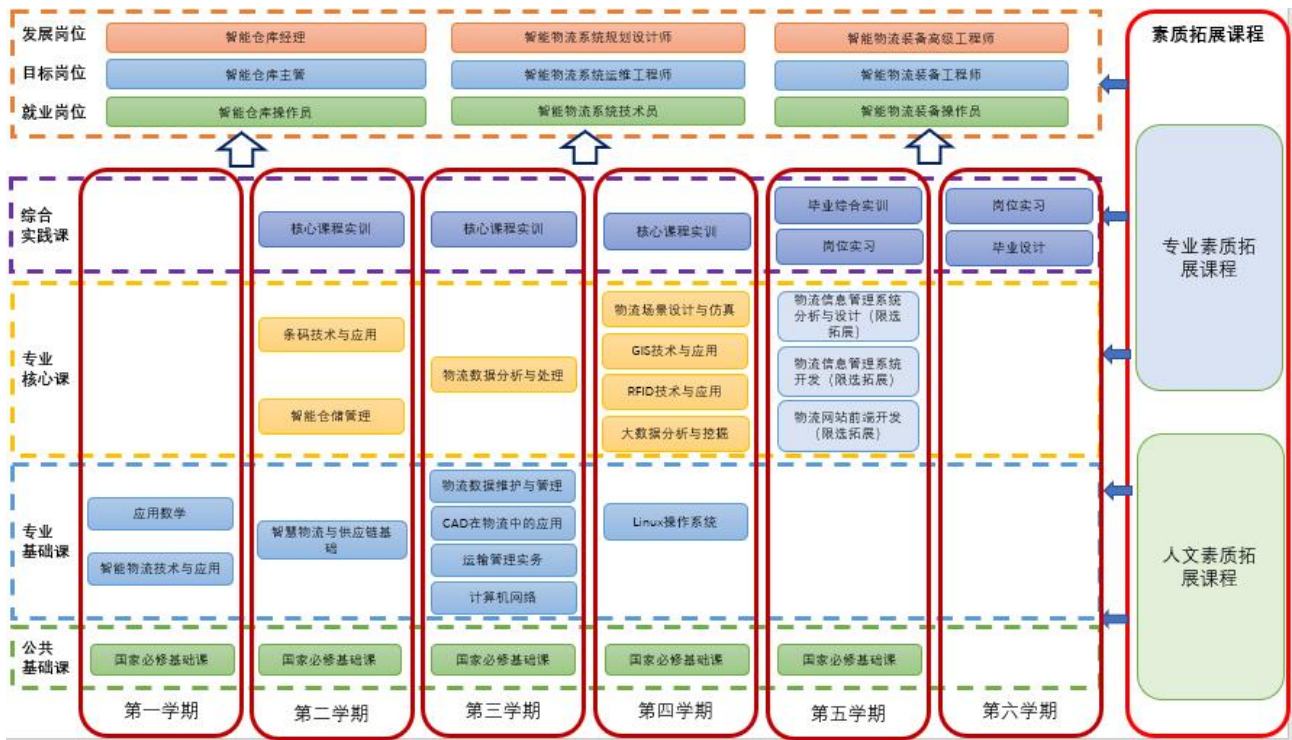 发展岗位
智能仓库经理
智能物流系统规划设计师
智能物流装备高级工程师
目标岗位
智能仓库主管
智能物流系统运维工程师
智能物流装备工程师
就业岗位
智能仓库操作员
智能物流系统技术员
智能物流装备操作员
综合
实践课
核心课程实训
核心课程实训
核心课程实训
毕业综合实训
岗位实习
岗位实习
毕业设计
专业
核心课
条码技术与应用
智能仓储管理
物流数据分析与处理
物流场景设计与仿真
GIS技术与应用
RFID技术与应用
大数据分析与挖掘
物流信息管理系统
分析与设计（限选
拓展）
物流信息管理系统
开发（限选拓展）
物流网站前端开发
（限选拓展）
专业
基础课
应用数学
智能物流技术与应用
智慧物流与供应链基
础
物流数据维护与管理
CAD在物流中的应用
运输管理实务
计算机网络
Linux操作系统
公共
基础课
国家必修基础课
国家必修基础课
国家必修基础课
国家必修基础课
国家必修基础课
第一学期
第二学期
第三学期
第四学期
第五学期
第六学期
素质拓展课程
专业素质拓
展课程
人文素质拓
展课程